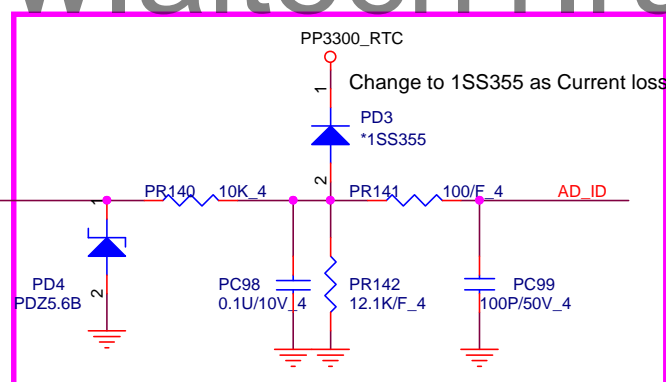 PP3300_RTC
Change to 1SS355 as Current loss
1
PD3
*1SS355
2
PR140 10K_4 PR141 100/F_4 AD_ID
1
PD4
PDZ5.6B
2
PC98
0.1U/10V_4
PR142
12.1K/F_4
PC99
100P/50V_4